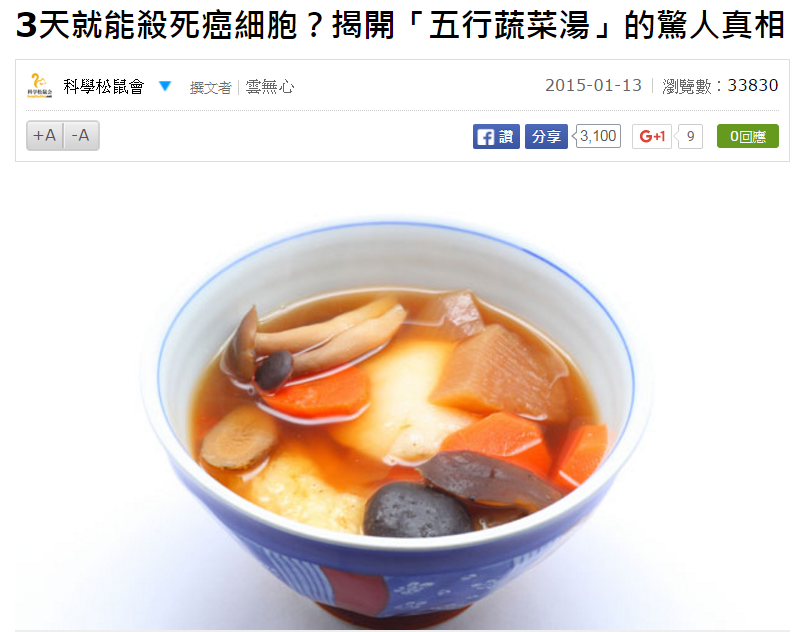 3天就能殺死癌細胞？揭開「五行蔬菜湯」的驚人真相
科學松鼠會 撰文者 雲無心 2015-01-13 瀏覽數：33830
+A -A 讚 分享 3,100 G+1 9 0回應